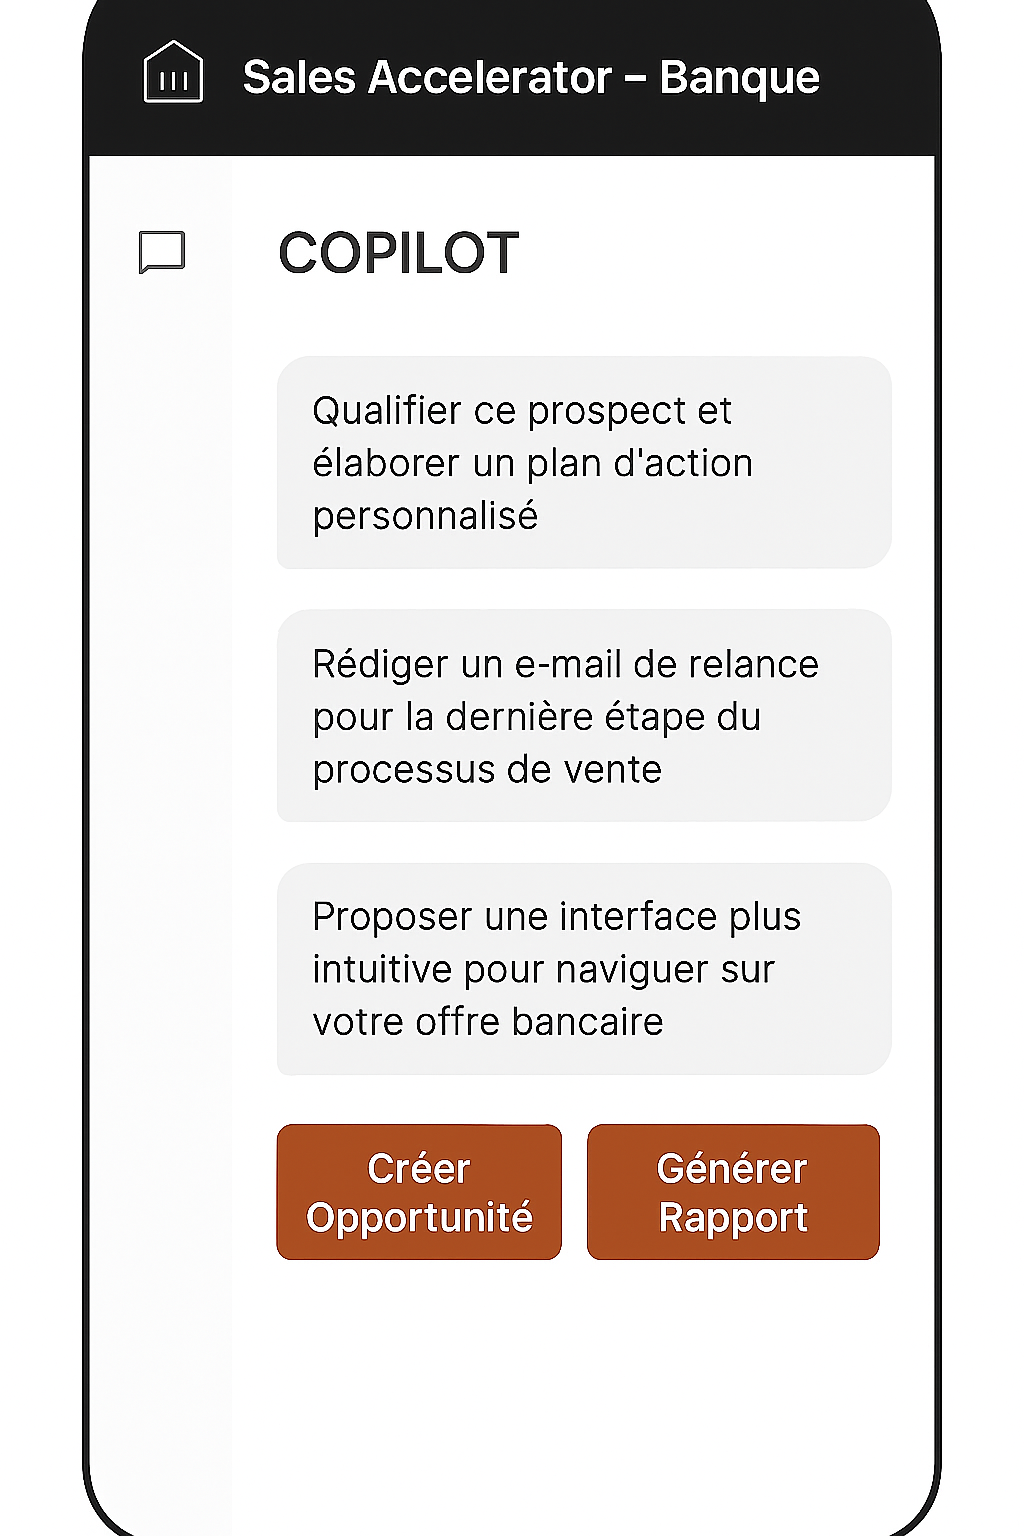 Sales Accelerator – Banque
COPILOT
Qualifier ce prospect et
élaborer un plan d'action
personnalisé
Rédiger un e-mail de relance
pour la dernière étape du
processus de vente
Proposer une interface plus
intuitive pour naviguer sur
votre offre bancaire
Créer
Opportunité
Générer
Rapport